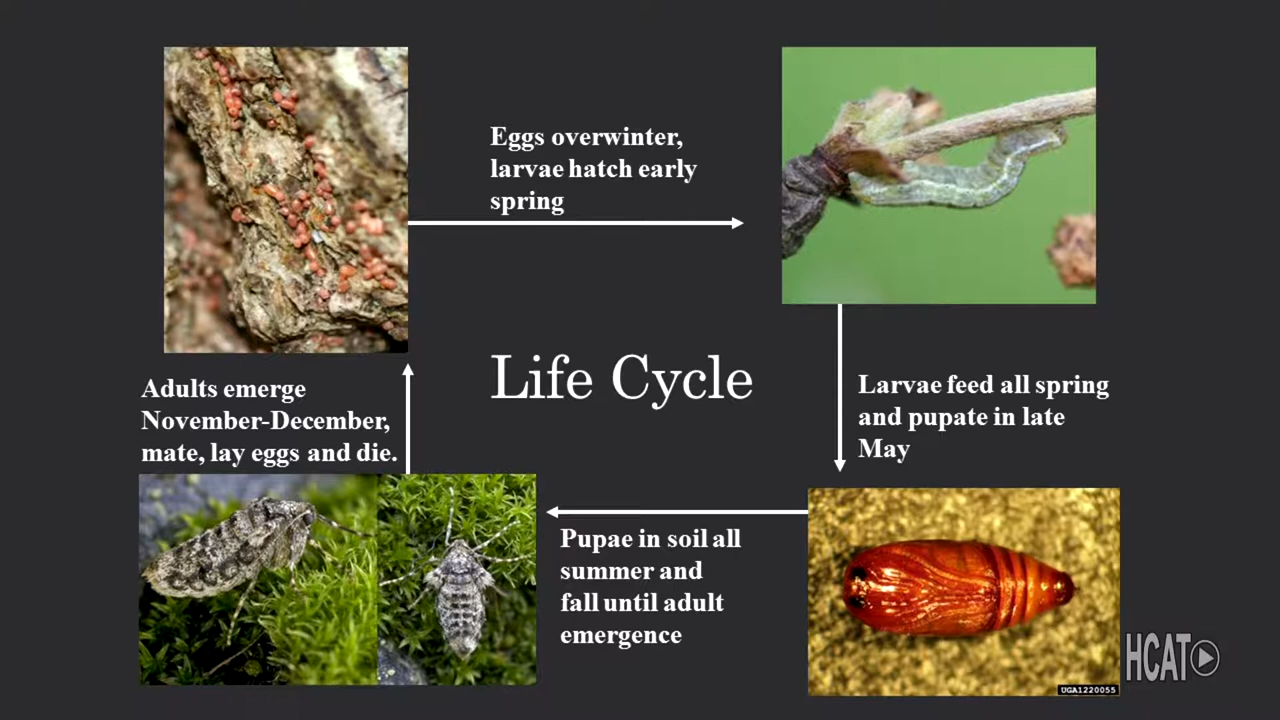 Eggs overwinter,
larvae hatch early
spring
Life Cycle
Adults emerge
November-December,
mate, lay eggs and die.
Larvae feed all spring
and pupate in late
May
Pupae in soil all
summer and
fall until adult
emergence
HCAT
UGA1220055